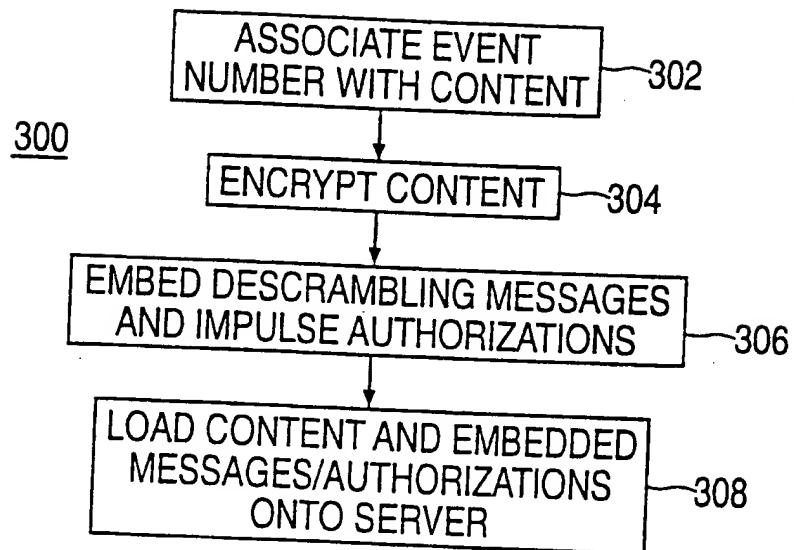 ASSOCIATE EVENT
NUMBER WITH CONTENT
302
300
ENCRYPT CONTENT
304
EMBED DESCRAMBLING MESSAGES
AND IMPULSE AUTHORIZATIONS
306
LOAD CONTENT AND EMBEDDED
MESSAGES/AUTHORIZATIONS
ONTO SERVER
308